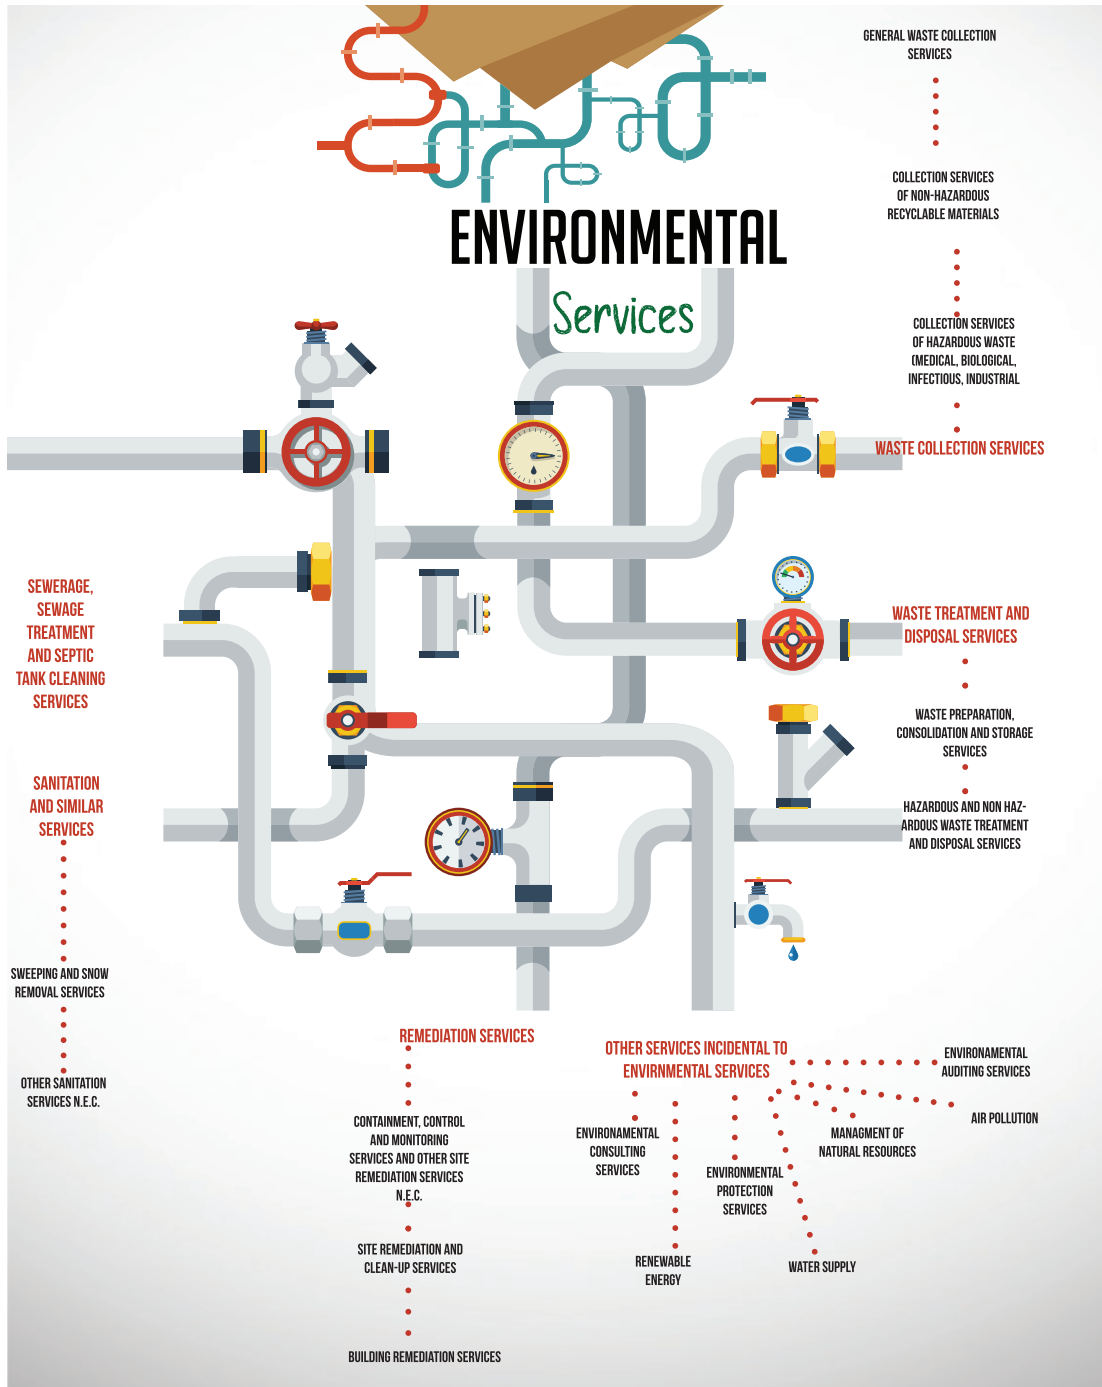 ENVIRONMENTAL
Services
GENERAL WASTE COLLECTION
SERVICES
COLLECTION SERVICES
OF NON-HAZARDOUS
RECYCLABLE MATERIALS
COLLECTION SERVICES
OF HAZARDOUS WASTE
(MEDICAL, BIOLOGICAL,
INFECTIOUS, INDUSTRIAL
WASTE COLLECTION SERVICES
WASTE TREATMENT AND
DISPOSAL SERVICES
WASTE PREPARATION,
CONSOLIDATION AND STORAGE
SERVICES
HAZARDOUS AND NON HAZ-
ARDOUS WASTE TREATMENT
AND DISPOSAL SERVICES
SEWERAGE,
SEWAGE
TREATMENT
AND SEPTIC
TANK CLEANING
SERVICES
SANITATION
AND SIMILAR
SERVICES
SWEEPING AND SNOW
REMOVAL SERVICES
OTHER SANITATION
SERVICES N.E.C.
REMEDIATION SERVICES
CONTAINMENT, CONTROL
AND MONITORING
SERVICES AND OTHER SITE
REMEDIATION SERVICES
N.E.C.
SITE REMEDIATION AND
CLEAN-UP SERVICES
BUILDING REMEDIATION SERVICES
OTHER SERVICES INCIDENTAL TO
ENVIRNMENTAL SERVICES
ENVIRONAMENTAL
CONSULTING
SERVICES
RENEWABLE
ENERGY
ENVIRONMENTAL
PROTECTION
SERVICES
WATER SUPPLY
MANAGMENT OF
NATURAL RESOURCES
AIR POLLUTION
ENVIRONAMENTAL
AUDITING SERVICES